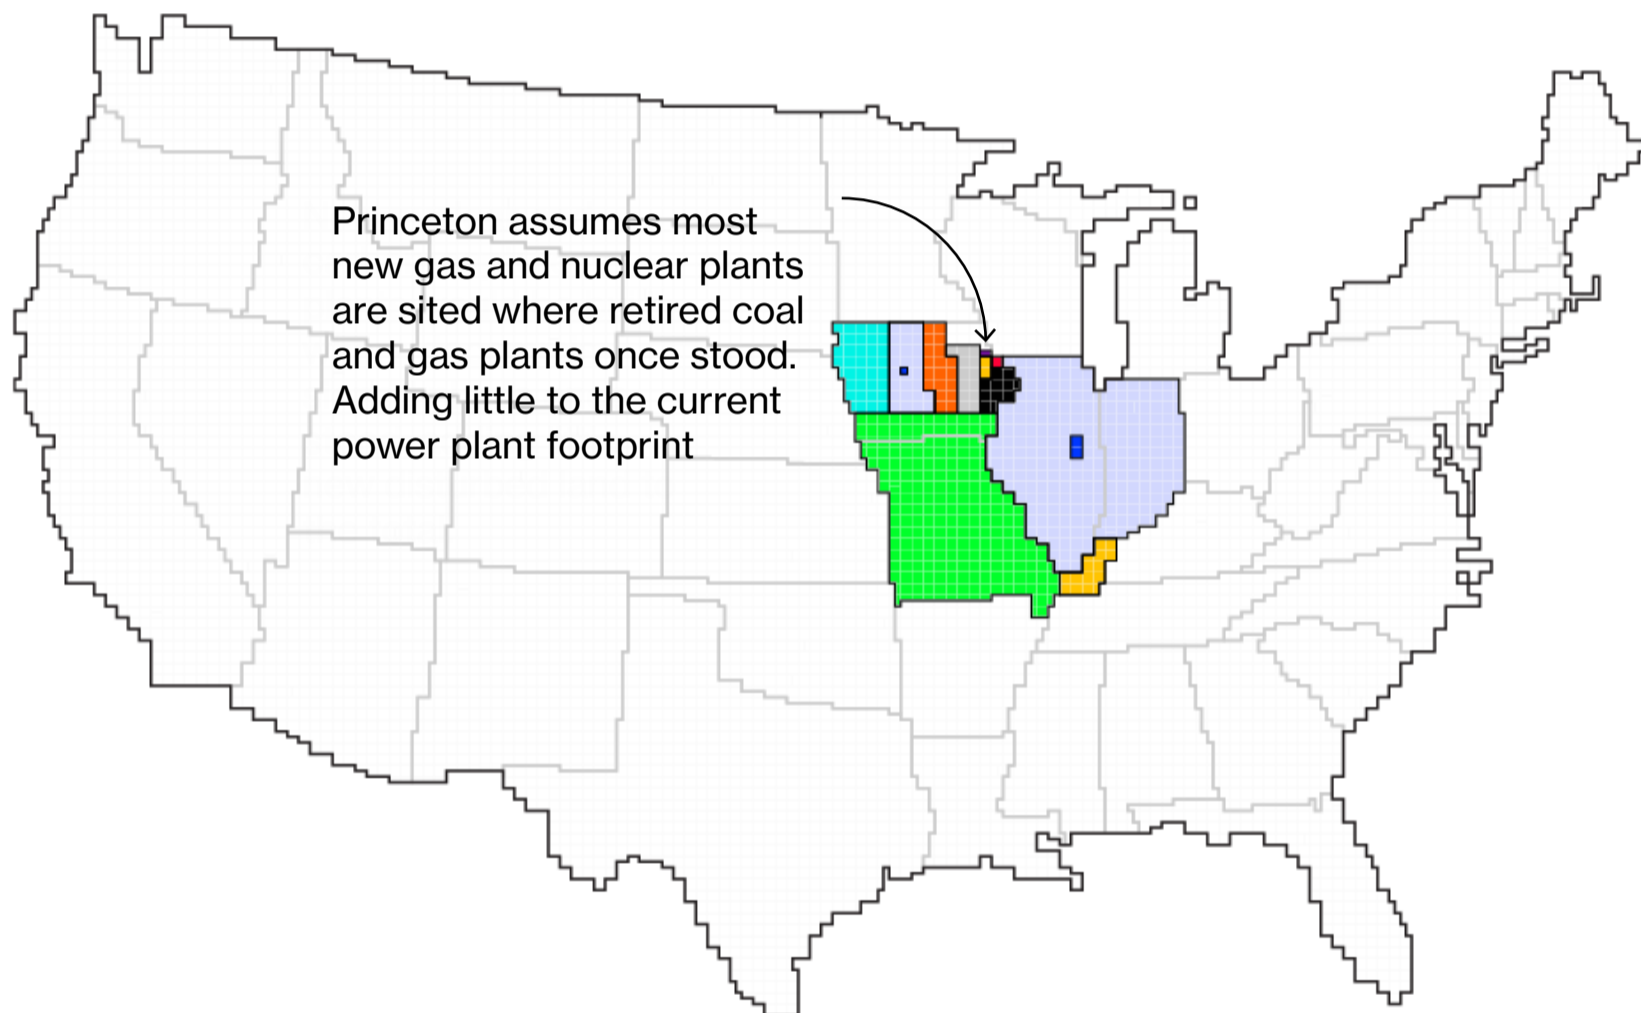 Princeton assumes most
new gas and nuclear plants
are sited where retired coal
and gas plants once stood.
Adding little to the current
power plant footprint